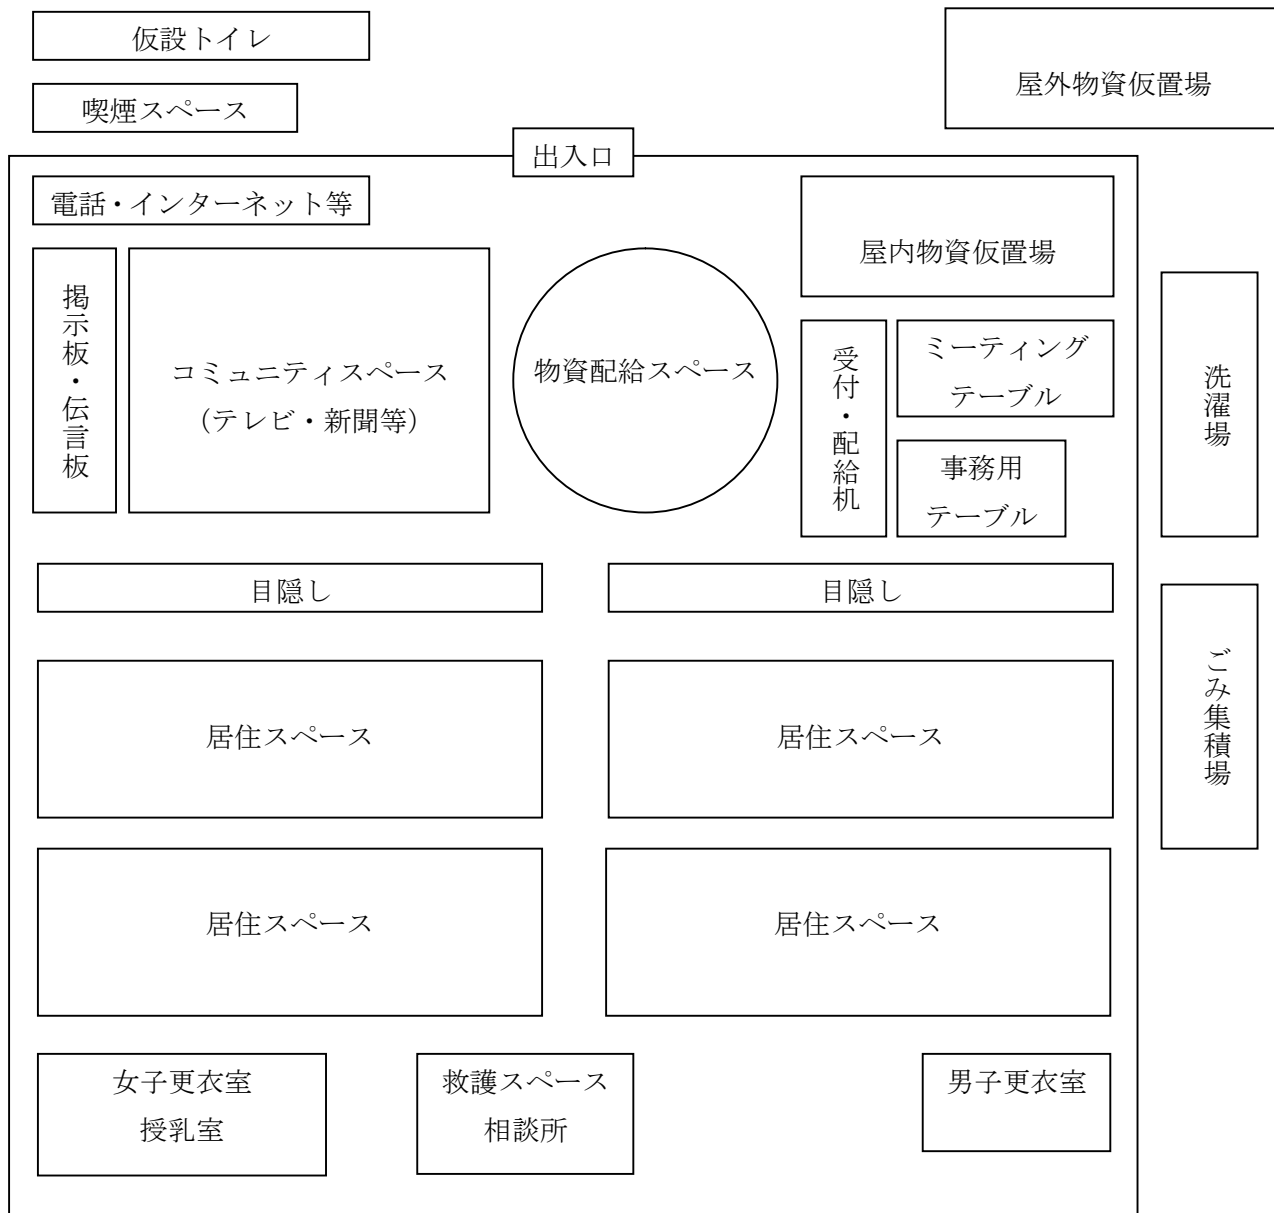 仮設トイレ
屋外物資仮置場
喫煙スペース
出入口
電話・インターネット等
屋内物資仮置場
掲示板・伝言板
コミュニティスペース
（テレビ・新聞等）
物資配給スペース
受付・配給机
ミーティング
テーブル
事務用
テーブル
洗濯場
目隠し
目隠し
ごみ集積場
居住スペース
居住スペース
居住スペース
居住スペース
女子更衣室
授乳室
救護スペース
相談所
男子更衣室